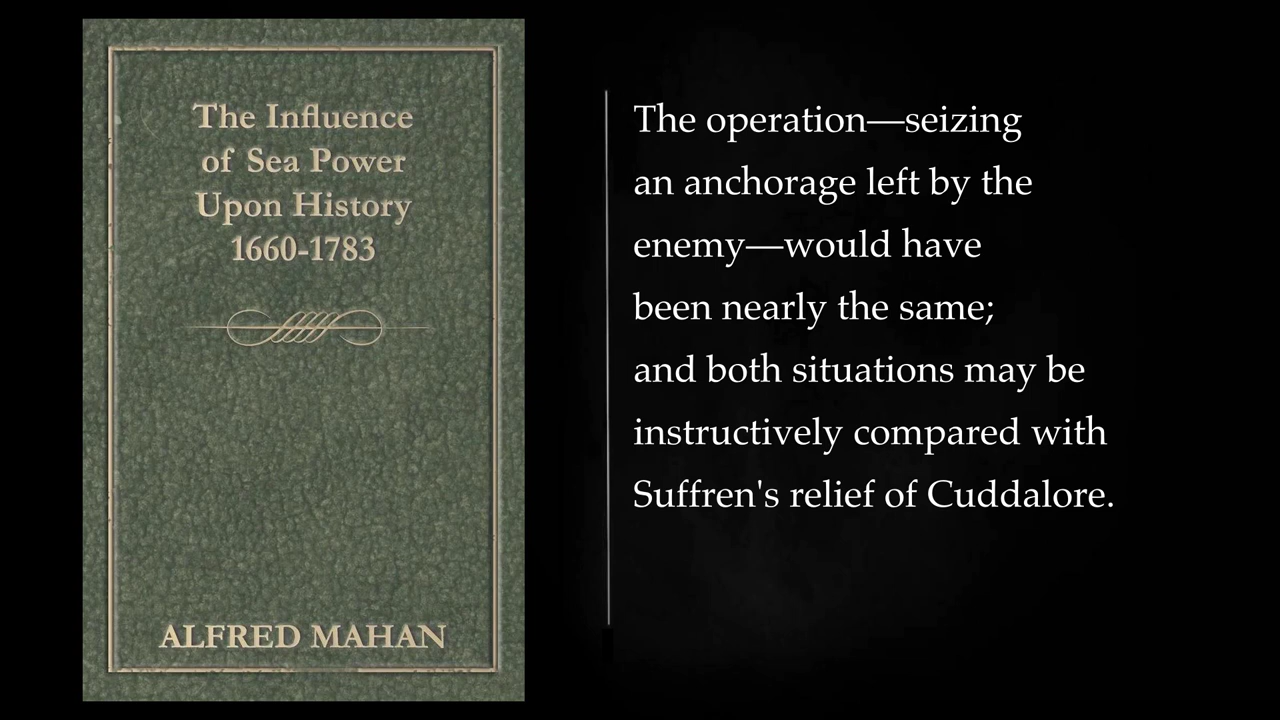 The Influence
of Sea Power
Upon History
1660-1783
ALFRED MAHAN
The operation—seizing
an anchorage left by the
enemy—would have
been nearly the same;
and both situations may be
instructively compared with
Suffren's relief of Cuddalore.